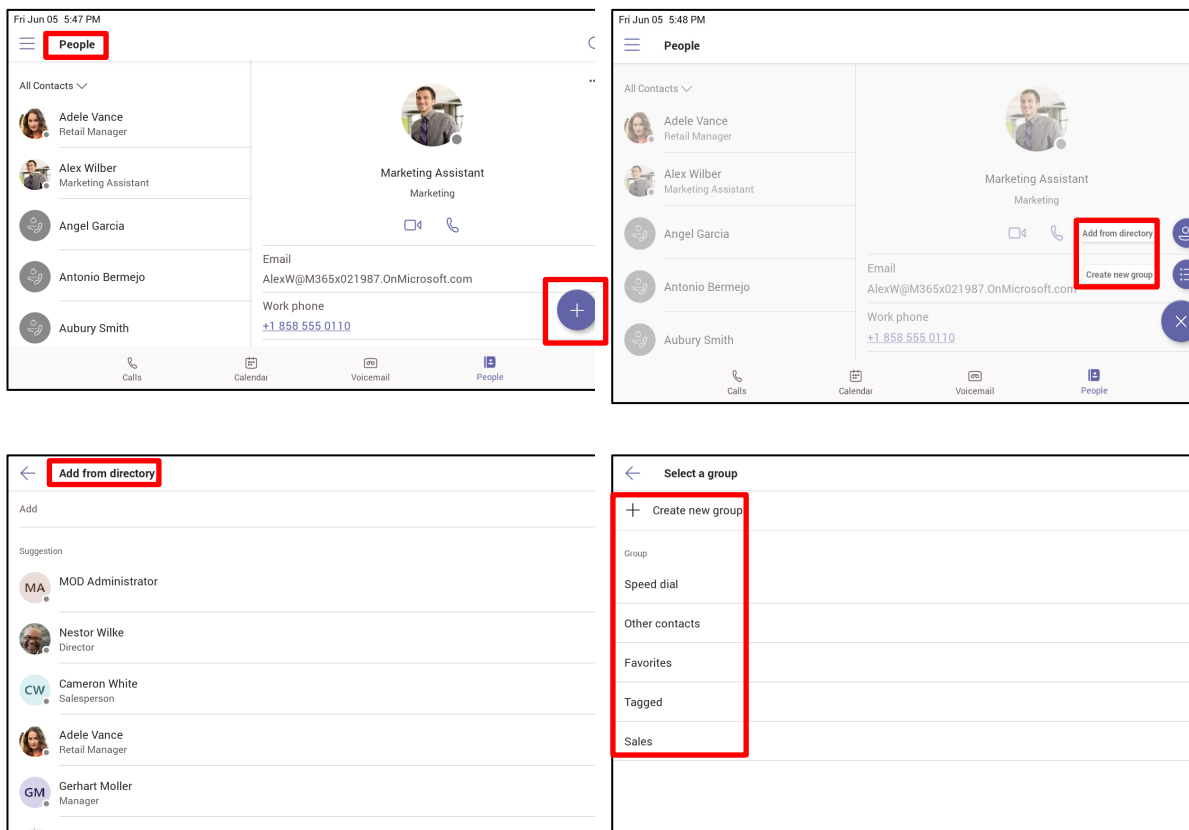 Fri Jun 05 5:47 PM
People
All Contacts
Adele Vance
Retail Manager
Alex Wilber
Marketing Assistant
Angel Garcia
Antonio Bermejo
Aubury Smith
Marketing Assistant
Marketing
Email
AlexW@M365x021987.OnMicrosoft.com
Work phone
+1 858 555 0110
Calls
Calendar
Voicemail
People
Fri Jun 05 5:48 PM
People
All Contacts
Adele Vance
Retail Manager
Alex Wilber
Marketing Assistant
Angel Garcia
Antonio Bermejo
Aubury Smith
Marketing Assistant
Marketing
Add from directory
Create new group
Email
AlexW@M365x021987.OnMicrosoft.com
Work phone
+1 858 555 0110
Calls
Calendar
Voicemail
People
Add from directory
Add
Suggestion
MA
MOD Administrator
Nestor Wilke
Director
CW
Cameron White
Salesperson
Adele Vance
Retail Manager
GM
Gerhart Moller
Manager
Select a group
Create new group
Group
Speed dial
Other contacts
Favorites
Tagged
Sales